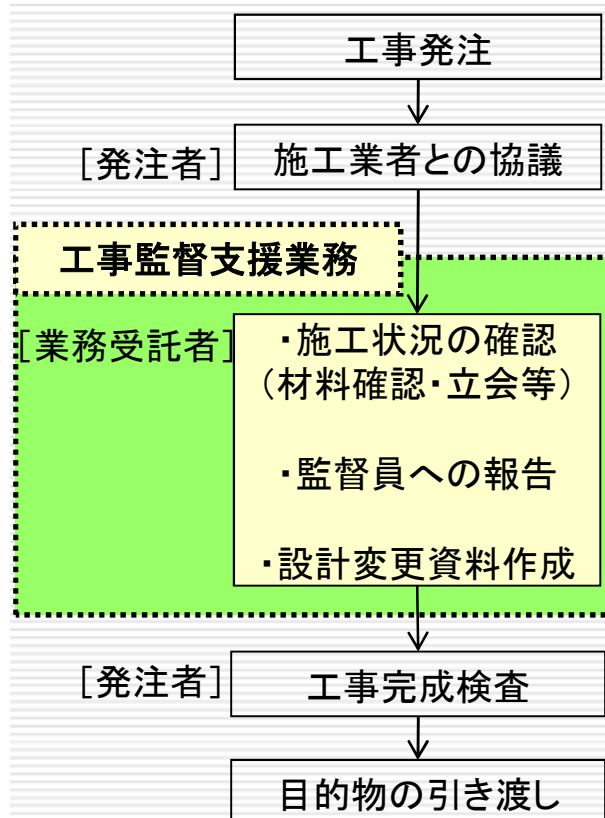 工事発注
[発注者]
施工業者との協議
工事監督支援業務
[業務受託者]
・施工状況の確認
（材料確認・立会等）
・監督員への報告
・設計変更資料作成
[発注者]
工事完成検査
目的物の引き渡し